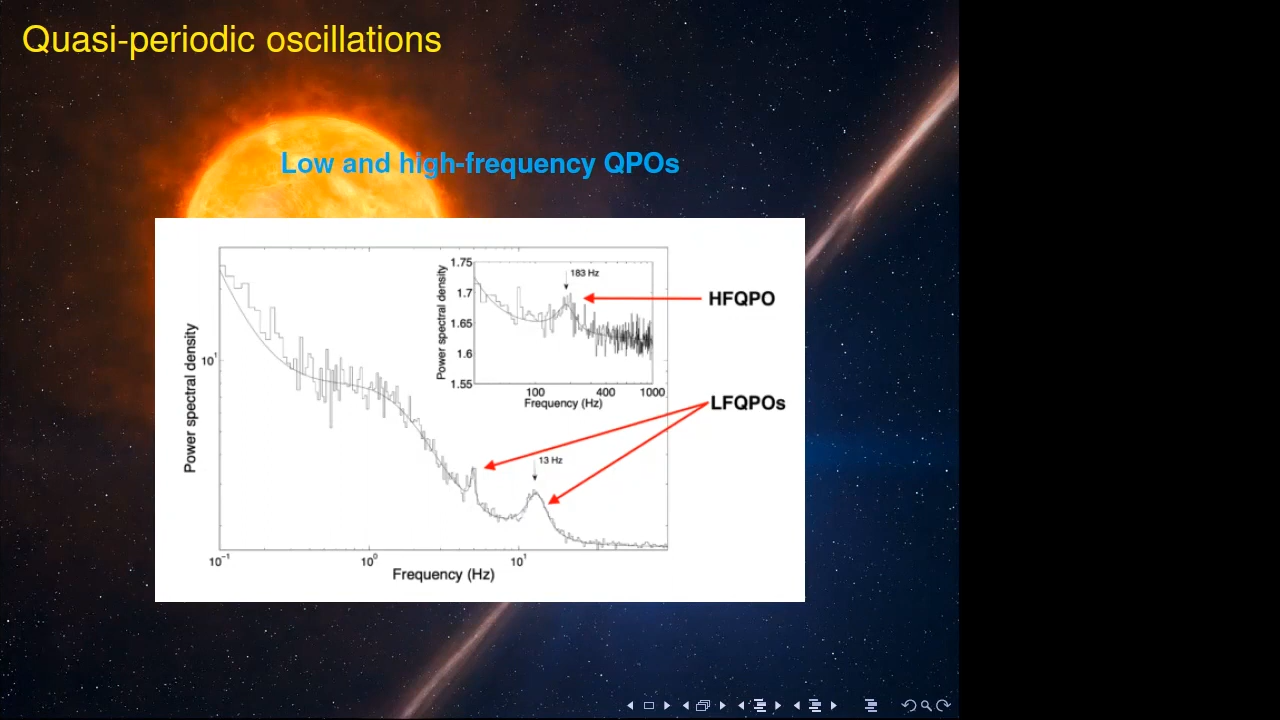 Quasi-periodic oscillations
Low and high-frequency QPOs
Power spectral density
10¹
10⁻¹
10⁰
10¹
Frequency (Hz)
Power spectral density
1.75
1.7
1.65
1.6
1.55
183 Hz
100
400
1000
Frequency (Hz)
HFQPO
LFQPOs
13 Hz